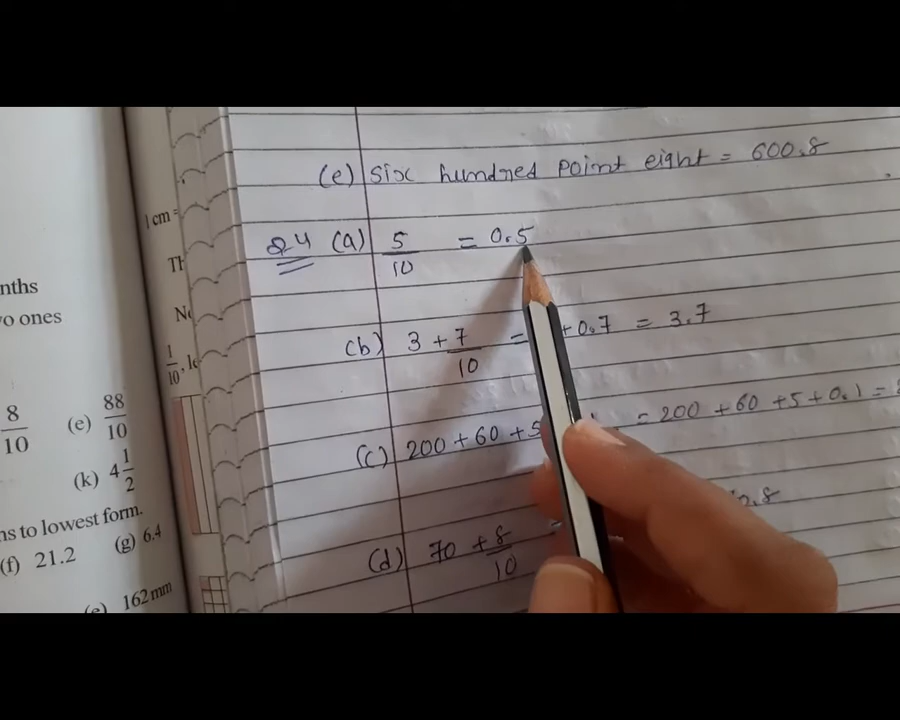 (e) Six hundred point eight = 600.8
Q4 (a) 5/10 = 0.5
(b) 3 + 7/10 = + 0.7 = 3.7
(c) 200 + 60 + 5 = 200 + 60 + 5 + 0.1 =
(d) 70 + 8/10 =
nths
o ones
8/10 (e) 88/10
(k) 4 1/2
ns to lowest form.
(f) 21.2 (g) 6.4
(e) 162 mm
1 cm =
1/10